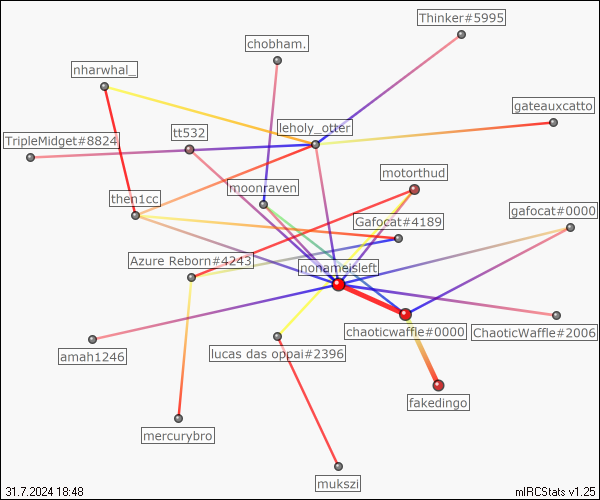 Thinker#5995
chobham.
nharwhal_
gateauxcatto
leholy_otter
tt532
TripleMidget#8824
motorthud
moonraven
then1cc
gafocat#0000
Gafocat#4189
Azure Reborn#4243
nonameisleft
chaoticwaffle#0000
ChaoticWaffle#2006
lucas das oppai#2396
amah1246
fakedingo
mercurybro
mukszi
31.7.2024 18:48
mIRCStats v1.25